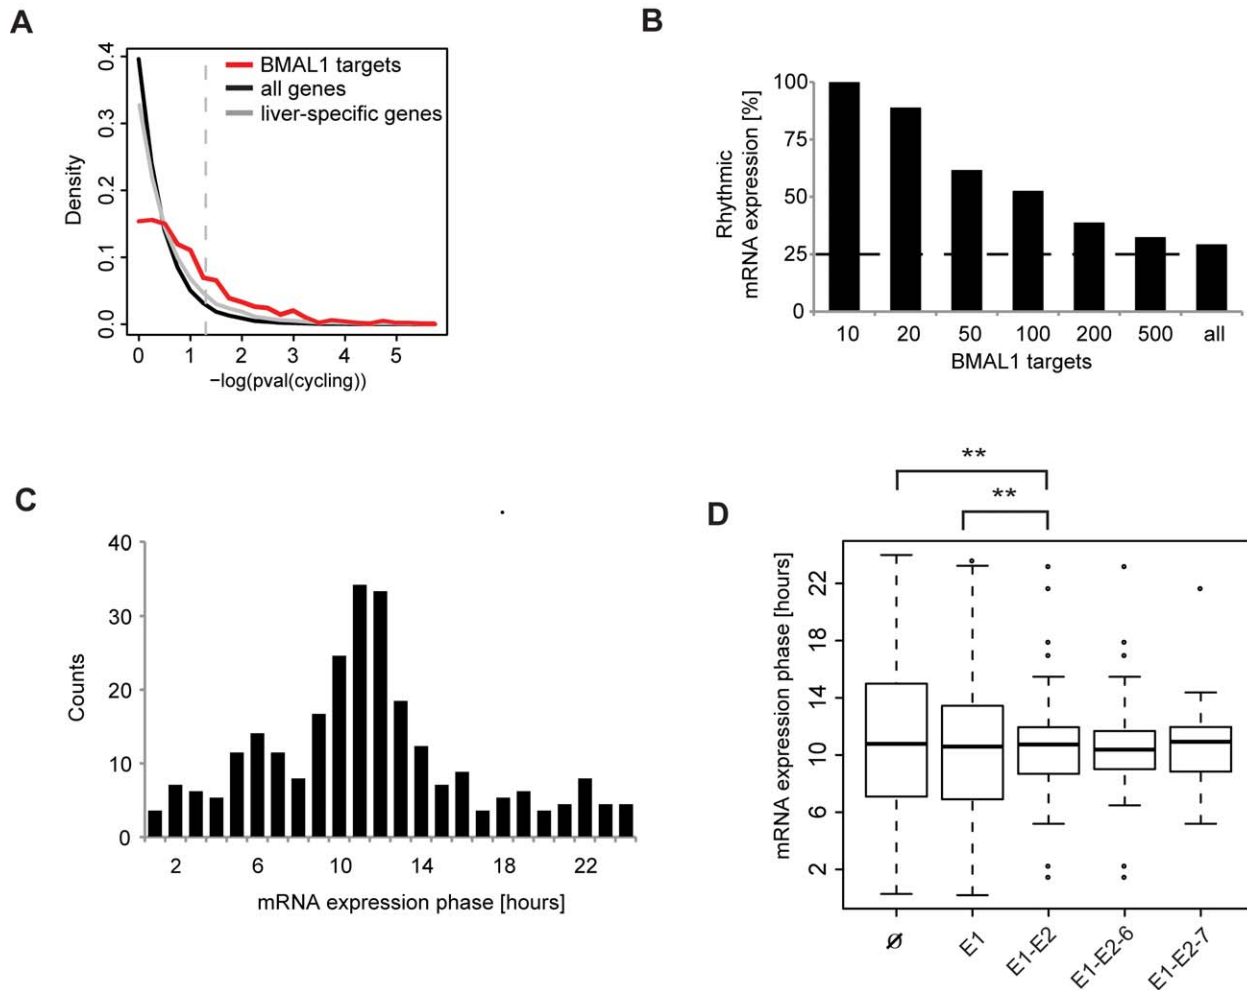 A
0.4
0.3
0.2
0.1
0.0
Density
BMAL1 targets
all genes
liver-specific genes
0 1 2 3 4 5
−log(pval(cycling))
B
100
75
50
25
0
Rhythmic
mRNA expression [%]
10 20 50 100 200 500 all
BMAL1 targets
C
40
30
20
10
0
Counts
2 6 10 14 18 22
mRNA expression phase [hours]
D
**
**
22
18
14
10
6
2
mRNA expression phase [hours]
Ø E1 E1-E2 E1-E2-6 E1-E2-7